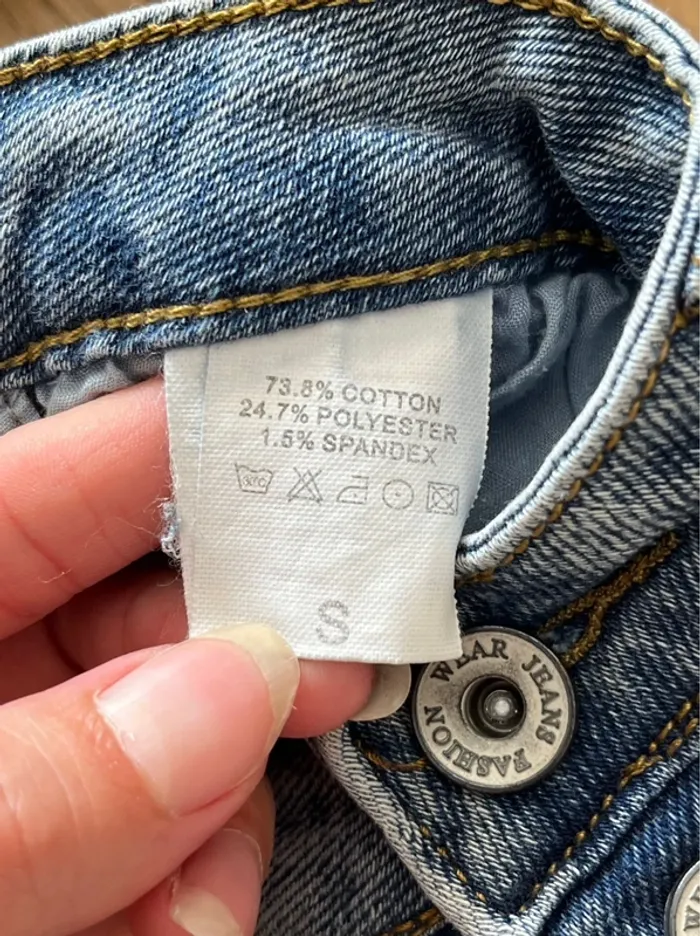 73.8% COTTON
24.7% POLYESTER
1.5% SPANDEX
30°C
S
WEAR JEANS
FASHION